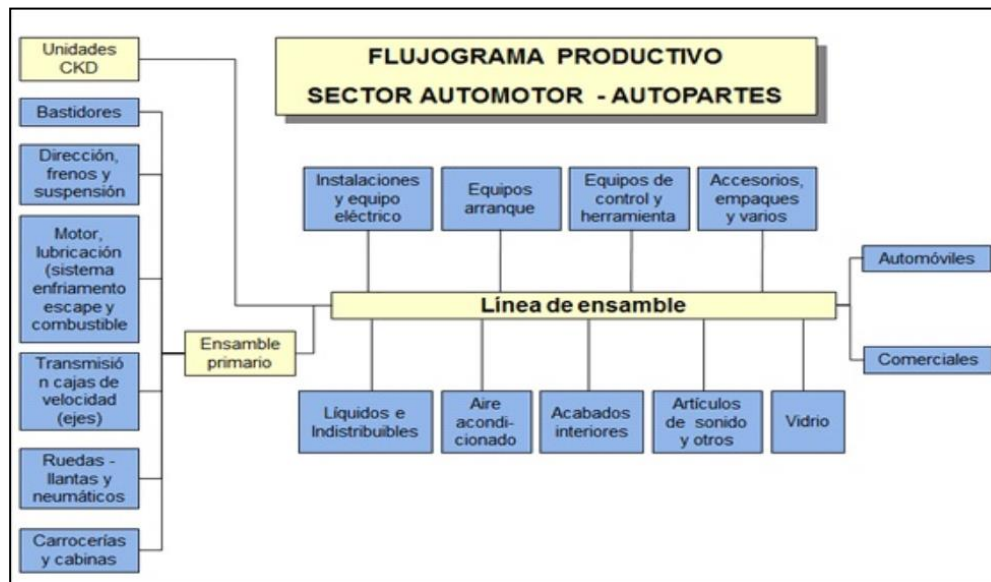 FLUJOGRAMA PRODUCTIVO
SECTOR AUTOMOTOR - AUTOPARTES
Unidades
CKD
Bastidores
Dirección,
frenos y
suspensión
Motor,
lubricación
(sistema
enfriamento
escape y
combustible
Transmisió
n cajas de
velocidad
(ejes)
Ruedas -
llantas y
neumáticos
Carrocerías
y cabinas
Ensamble
primario
Instalaciones
y equipo
eléctrico
Equipos
arranque
Equipos de
control y
herramienta
Accesorios,
empaques
y varios
Línea de ensamble
Líquidos e
Indistribuibles
Aire
acondi-
cionado
Acabados
interiores
Artículos
de sonido
y otros
Vidrio
Automóviles
Comerciales